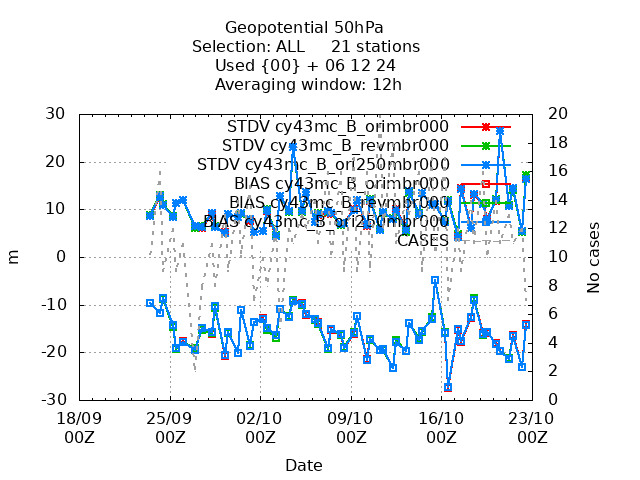 Geopotential 50hPa
Selection: ALL 21 stations
Used {00} + 06 12 24
Averaging window: 12h
STDV cy43mc_B_orimbr000
STDV cy43mc_B_revmbr000
STDV cy43mc_B_ori250mbr000
BIAS cy43mc_B_orimbr000
BIAS cy43mc_B_revmbr000
BIAS cy43mc_B_ori250mbr000
CASES
30
20
10
0
-10
-20
-30
m
20
18
16
14
12
10
8
6
4
2
0
No cases
18/09 25/09 02/10 09/10 16/10 23/10
00Z 00Z 00Z 00Z 00Z 00Z
Date